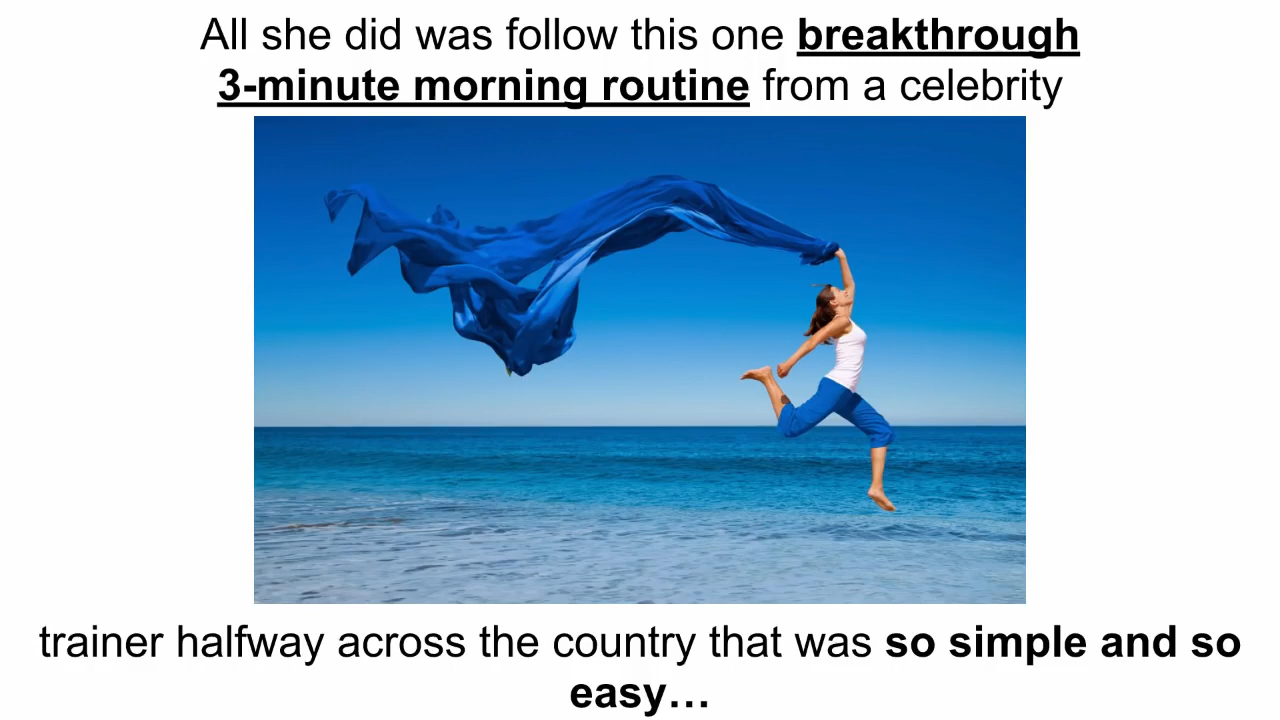 All she did was follow this one breakthrough
3-minute morning routine from a celebrity
trainer halfway across the country that was so simple and so
easy…